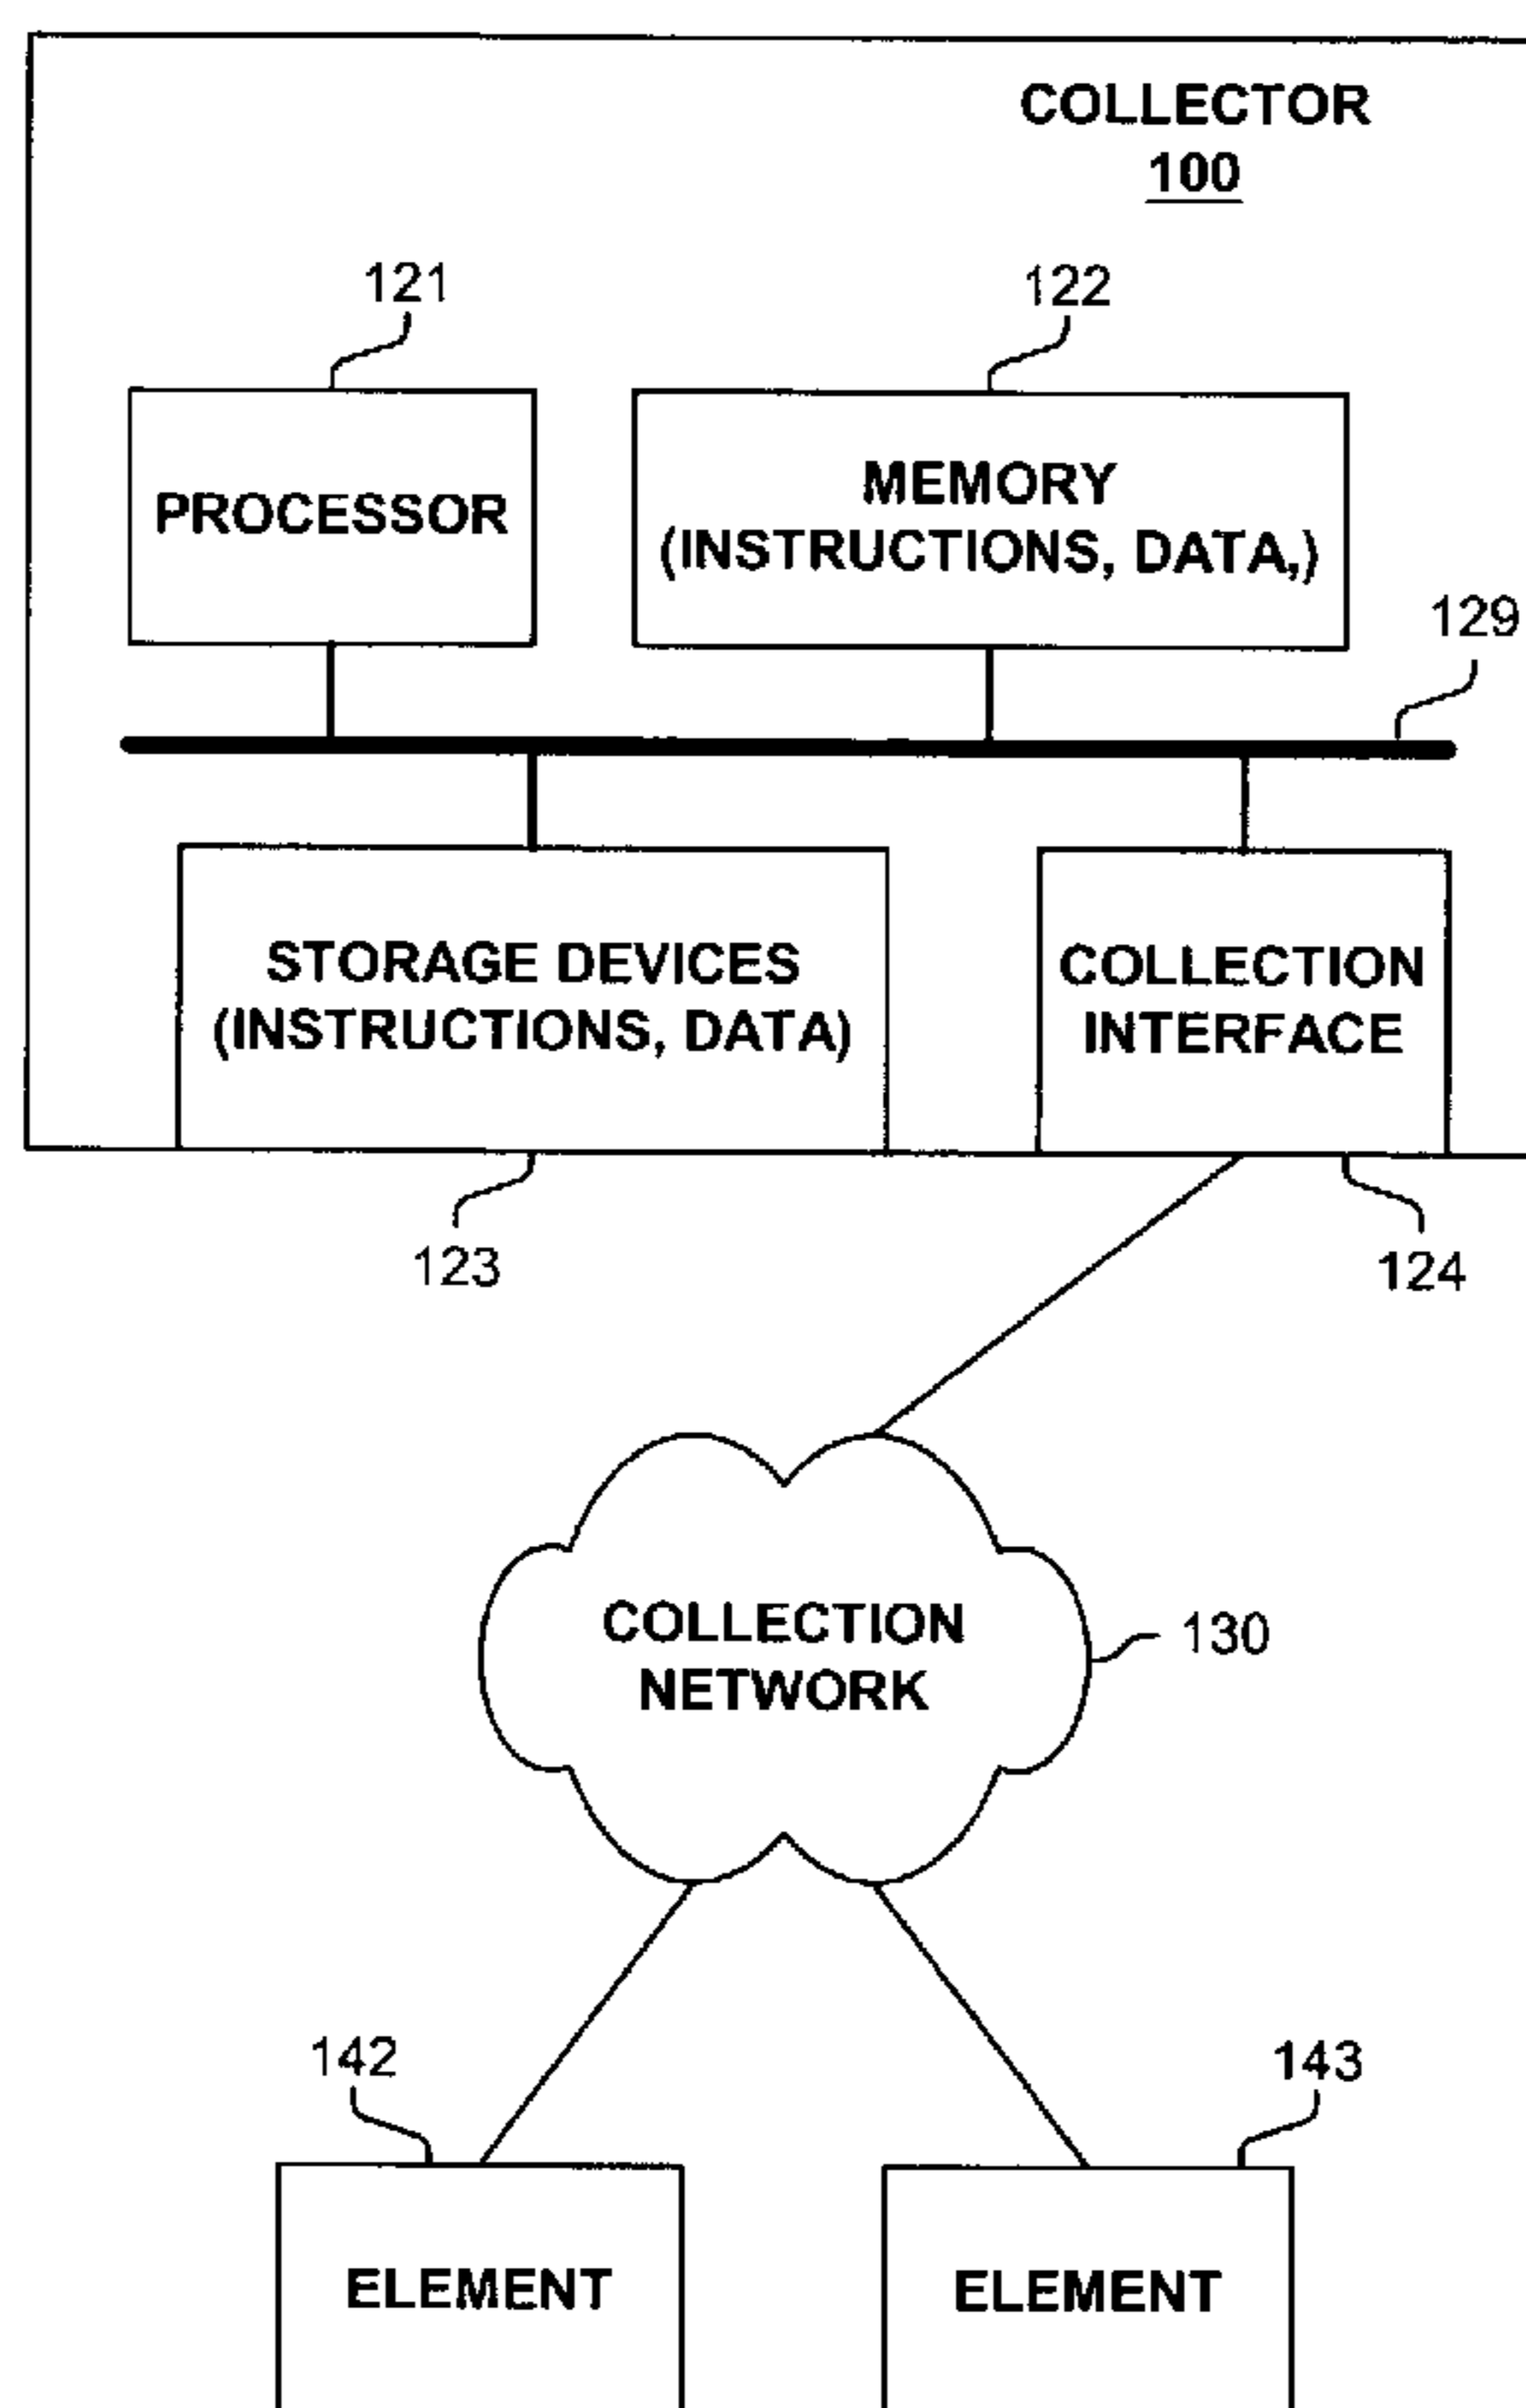 COLLECTOR
100
121
122
PROCESSOR
MEMORY
(INSTRUCTIONS, DATA,)
129
STORAGE DEVICES
(INSTRUCTIONS, DATA)
COLLECTION
INTERFACE
123
124
COLLECTION
NETWORK
130
142
143
ELEMENT
ELEMENT